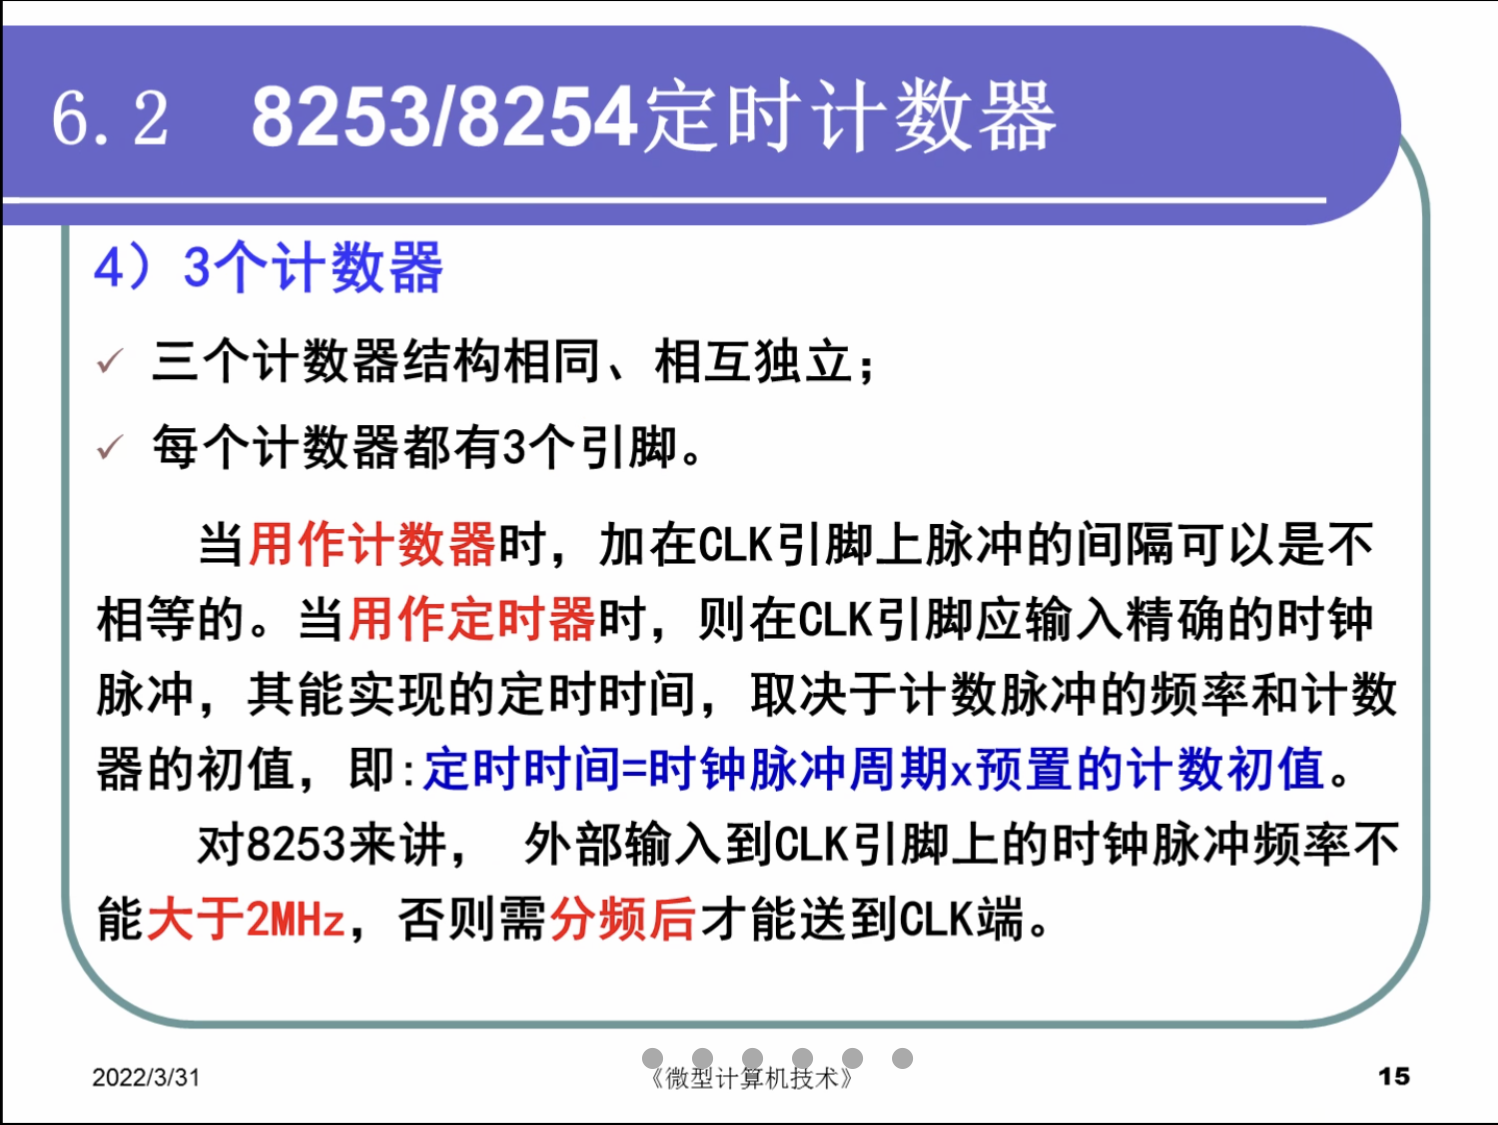 6.2 8253/8254定时计数器
4）3个计数器
三个计数器结构相同、相互独立；
每个计数器都有3个引脚。
当用作计数器时，加在CLK引脚上脉冲的间隔可以是不
相等的。当用作定时器时，则在CLK引脚应输入精确的时钟
脉冲，其能实现的定时时间，取决于计数脉冲的频率和计数
器的初值，即:定时时间=时钟脉冲周期x预置的计数初值。
对8253来讲， 外部输入到CLK引脚上的时钟脉冲频率不
能大于2MHz，否则需分频后才能送到CLK端。
2022/3/31
《微型计算机技术》
15